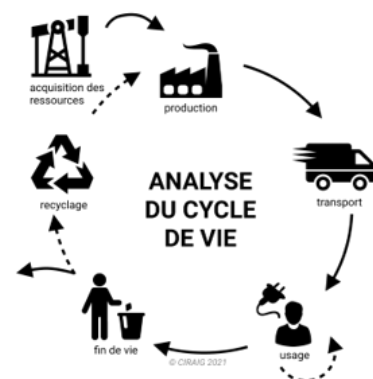 acquisition des
ressources
production
ANALYSE
DU CYCLE
DE VIE
transport
recyclage
fin de vie
usage
© CIRAIG 2021